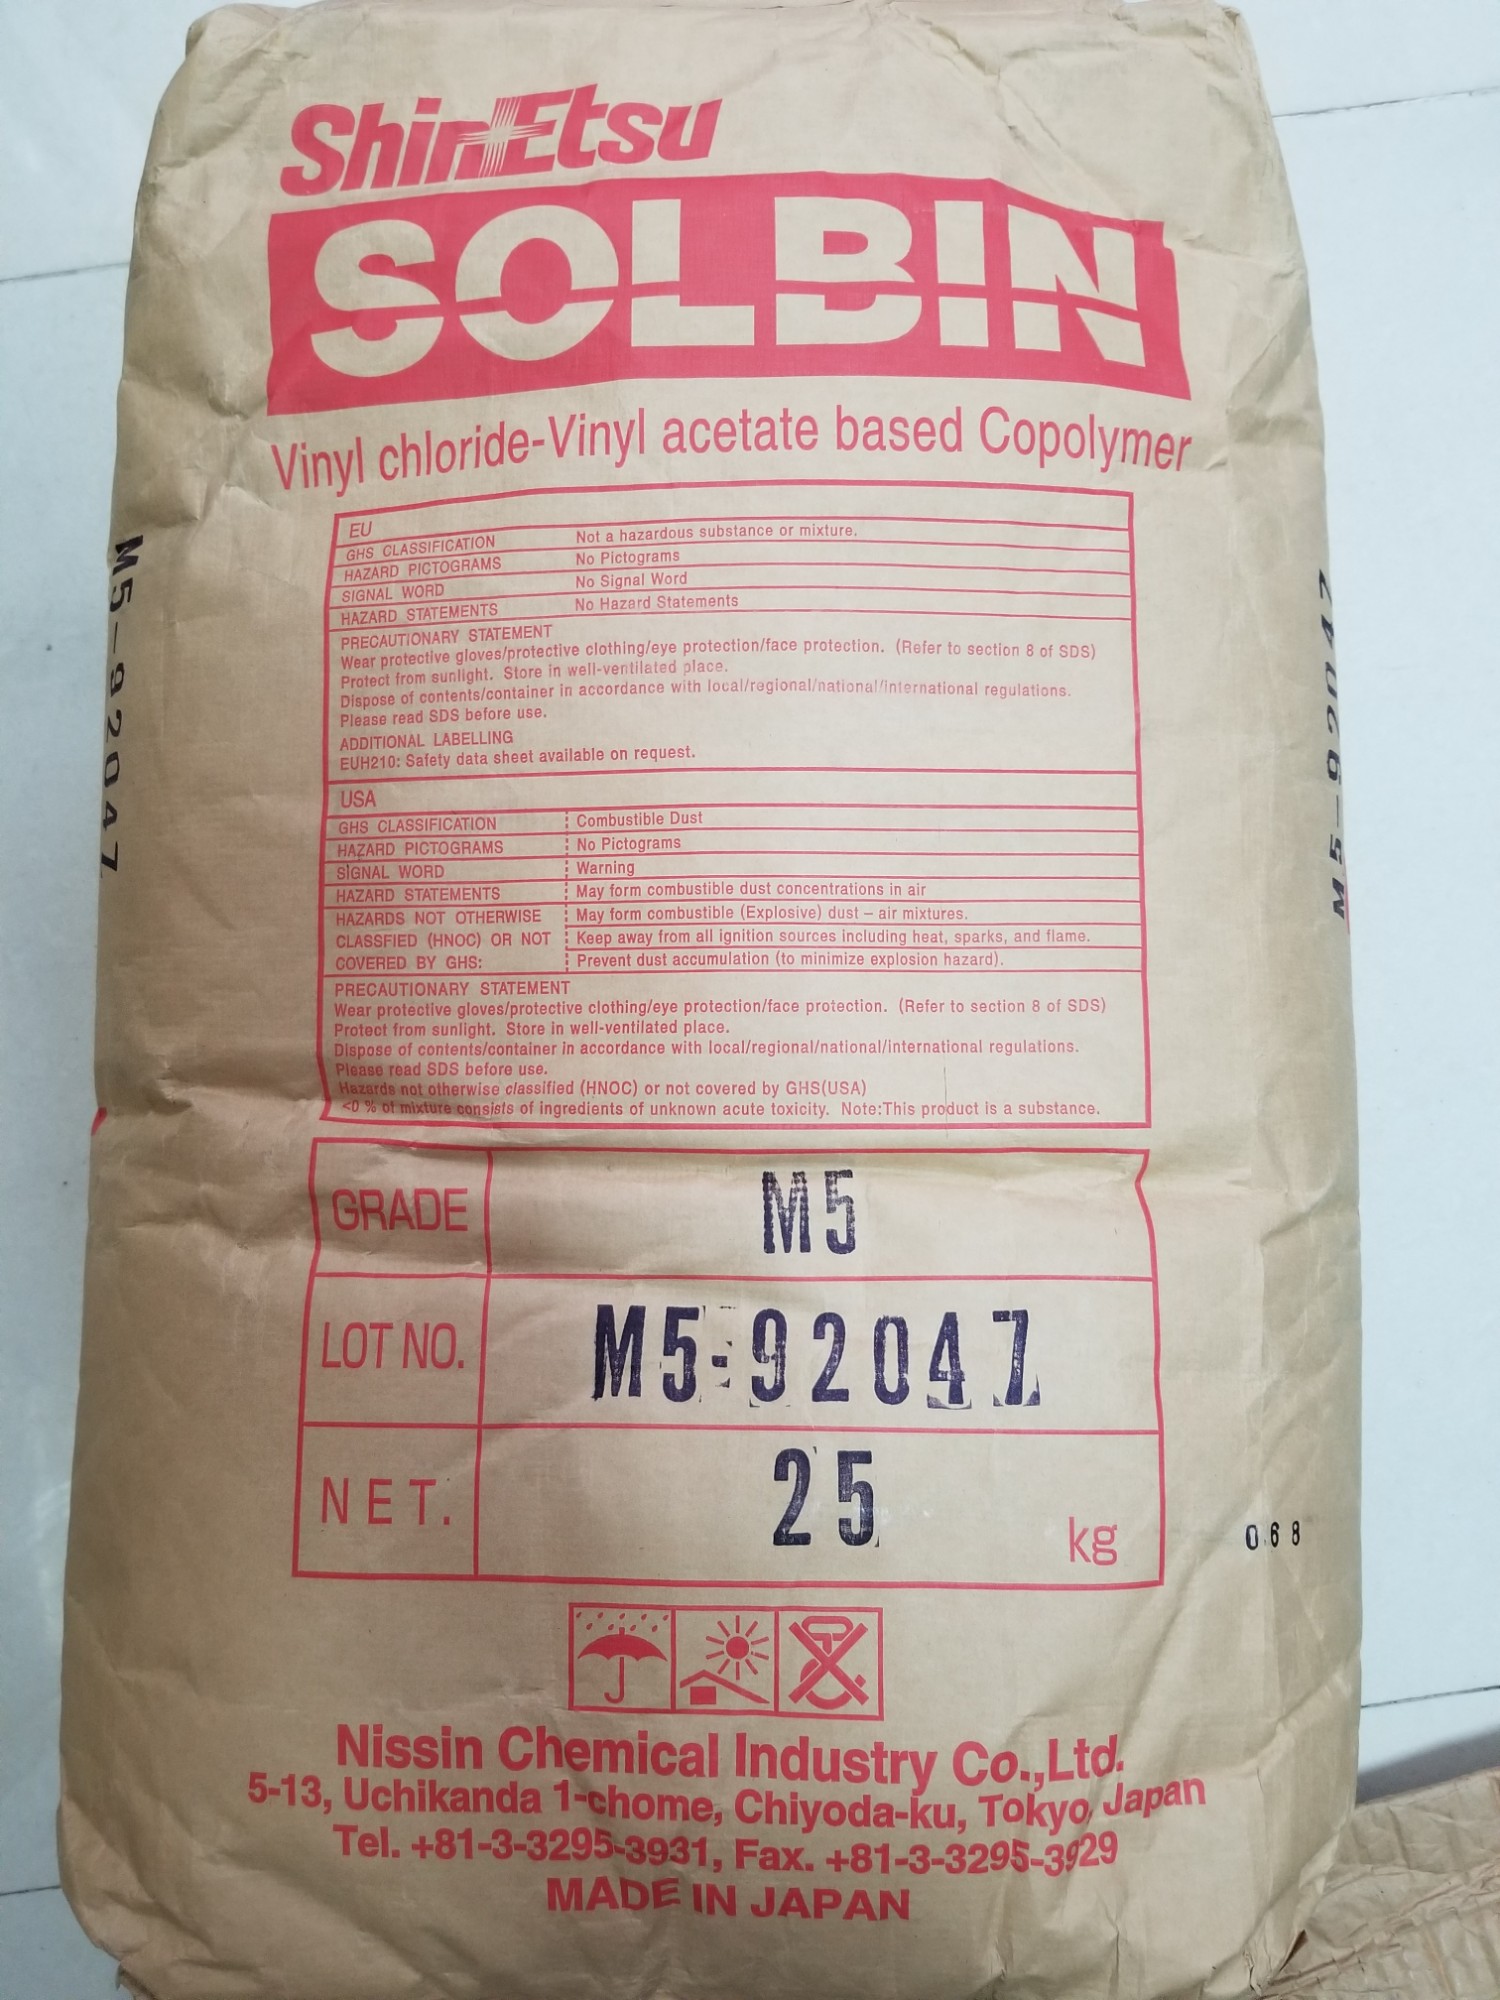 Shin-Etsu
SOLBIN
Vinyl chloride-Vinyl acetate based Copolymer
EU
GHS CLASSIFICATION Not a hazardous substance or mixture.
HAZARD PICTOGRAMS No Pictograms
SIGNAL WORD No Signal Word
HAZARD STATEMENTS No Hazard Statements
PRECAUTIONARY STATEMENT
Wear protective gloves/protective clothing/eye protection/face protection. (Refer to section 8 of SDS)
Protect from sunlight. Store in well-ventilated place.
Dispose of contents/container in accordance with local/regional/national/international regulations.
Please read SDS before use.
ADDITIONAL LABELLING
EUH210: Safety data sheet available on request.
USA
GHS CLASSIFICATION Combustible Dust
HAZARD PICTOGRAMS No Pictograms
SIGNAL WORD Warning
HAZARD STATEMENTS May form combustible dust concentrations in air
HAZARDS NOT OTHERWISE May form combustible (Explosive) dust – air mixtures.
CLASSFIED (HNOC) OR NOT Keep away from all ignition sources including heat, sparks, and flame.
COVERED BY GHS: Prevent dust accumulation (to minimize explosion hazard).
PRECAUTIONARY STATEMENT
Wear protective gloves/protective clothing/eye protection/face protection. (Refer to section 8 of SDS)
Protect from sunlight. Store in well-ventilated place.
Dispose of contents/container in accordance with local/regional/national/international regulations.
Please read SDS before use.
Hazards not otherwise classified (HNOC) or not covered by GHS(USA)
<0 % of mixture consists of ingredients of unknown acute toxicity. Note:This product is a substance.
GRADE M5
LOT NO. M5-92047
NET. 25 kg
068
Nissin Chemical Industry Co.,Ltd.
5-13, Uchikanda 1-chome, Chiyoda-ku, Tokyo, Japan
Tel. +81-3-3295-3931, Fax. +81-3-3295-3929
MADE IN JAPAN
M5-92047
M5-92047